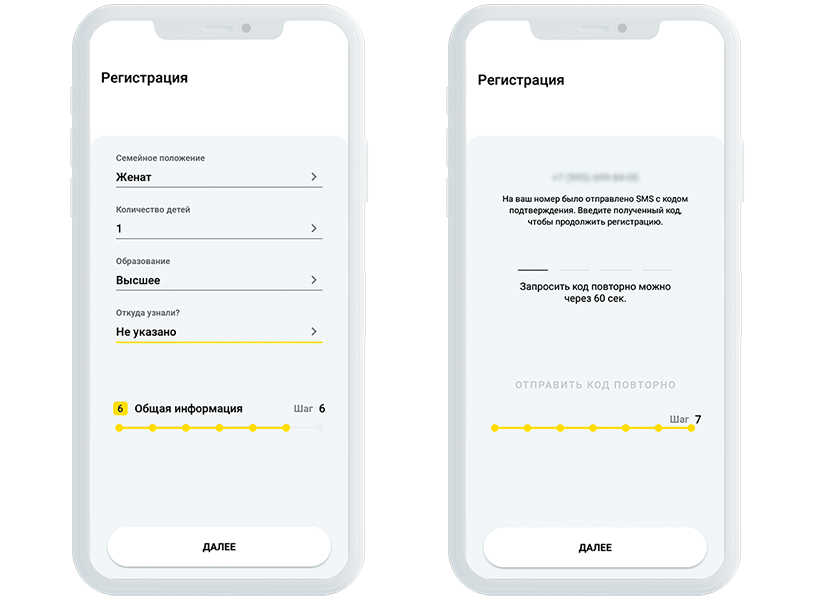 Регистрация
Семейное положение
Женат
Количество детей
1
Образование
Высшее
Откуда узнали?
Не указано
6 Общая информация Шаг 6
ДАЛЕЕ
Регистрация
На ваш номер было отправлено SMS с кодом
подтверждения. Введите полученный код,
чтобы продолжить регистрацию.
Запросить код повторно можно
через 60 сек.
ОТПРАВИТЬ КОД ПОВТОРНО
Шаг 7
ДАЛЕЕ